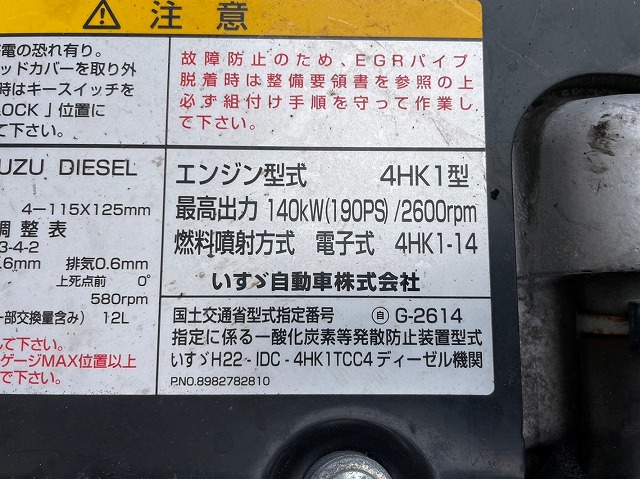 ⚠ 注意
電の恐れ有り。
ッドカバーを取り外
時はキースイッチを
LOCK」位置に
て下さい。
故障防止のため、EGRパイプ
脱着時は整備要領書を参照の上
必ず組付け手順を守って作業し
て下さい。
UZU DIESEL
4-115X125mm
調整表
3-4-2
.6mm 排気0.6mm
上死点前 0°
580rpm
一部交換量含み) 12L
して下さい。
ゲージMAX位置以上
で下さい。
エンジン型式 4HK1型
最高出力 140kW(190PS)/2600rpm
燃料噴射方式 電子式 4HK1-14
いすゞ自動車株式会社
国土交通省型式指定番号 ㊀自 G-2614
指定に係る一酸化炭素等発散防止装置型式
いすゞH22-IDC-4HK1TCC4ディーゼル機関
P.NO.8982782810